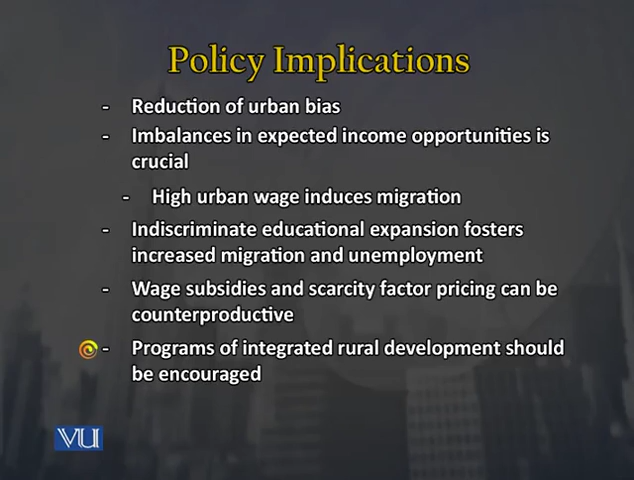 Policy Implications
- Reduction of urban bias
- Imbalances in expected income opportunities is
crucial
- High urban wage induces migration
- Indiscriminate educational expansion fosters
increased migration and unemployment
- Wage subsidies and scarcity factor pricing can be
counterproductive
- Programs of integrated rural development should
be encouraged
VU